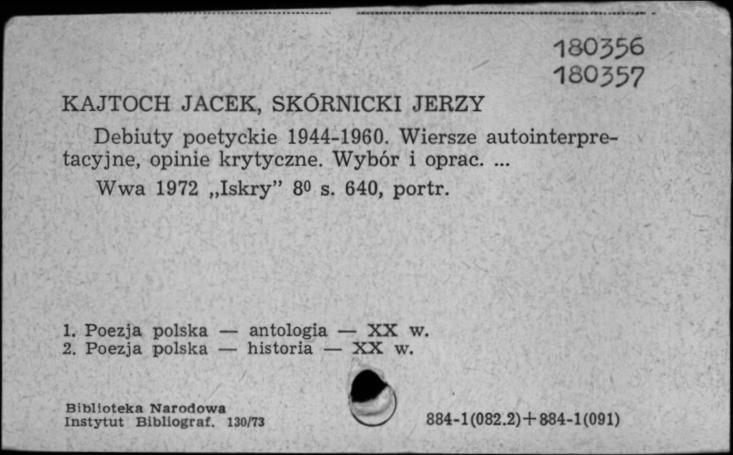 180356
180357
KAJTOCH JACEK, SKÓRNICKI JERZY
Debiuty poetyckie 1944-1960. Wiersze autointerpre-
tacyjne, opinie krytyczne. Wybór i oprac. ...
Wwa 1972 „Iskry” 8⁰ s. 640, portr.
1. Poezja polska — antologia — XX w.
2. Poezja polska — historia — XX w.
Biblioteka Narodowa
Instytut Bibliograf. 130/73
884-1(082.2)+884-1(091)